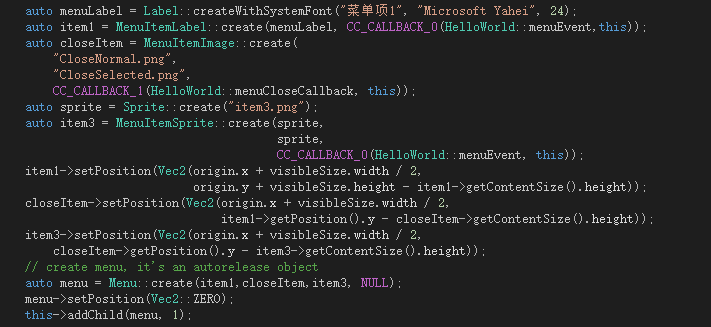 auto menuLabel = Label::createWithSystemFont("菜单项1", "Microsoft Yahei", 24);
auto item1 = MenuItemLabel::create(menuLabel, CC_CALLBACK_0(HelloWorld::menuEvent,this));
auto closeItem = MenuItemImage::create(
"CloseNormal.png",
"CloseSelected.png",
CC_CALLBACK_1(HelloWorld::menuCloseCallback, this));
auto sprite = Sprite::create("item3.png");
auto item3 = MenuItemSprite::create(sprite,
sprite,
CC_CALLBACK_0(HelloWorld::menuEvent, this));
item1->setPosition(Vec2(origin.x + visibleSize.width / 2,
origin.y + visibleSize.height - item1->getContentSize().height));
closeItem->setPosition(Vec2(origin.x + visibleSize.width / 2,
item1->getPosition().y - closeItem->getContentSize().height));
item3->setPosition(Vec2(origin.x + visibleSize.width / 2,
closeItem->getPosition().y - item3->getContentSize().height));
// create menu, it's an autorelease object
auto menu = Menu::create(item1,closeItem,item3, NULL);
menu->setPosition(Vec2::ZERO);
this->addChild(menu, 1);